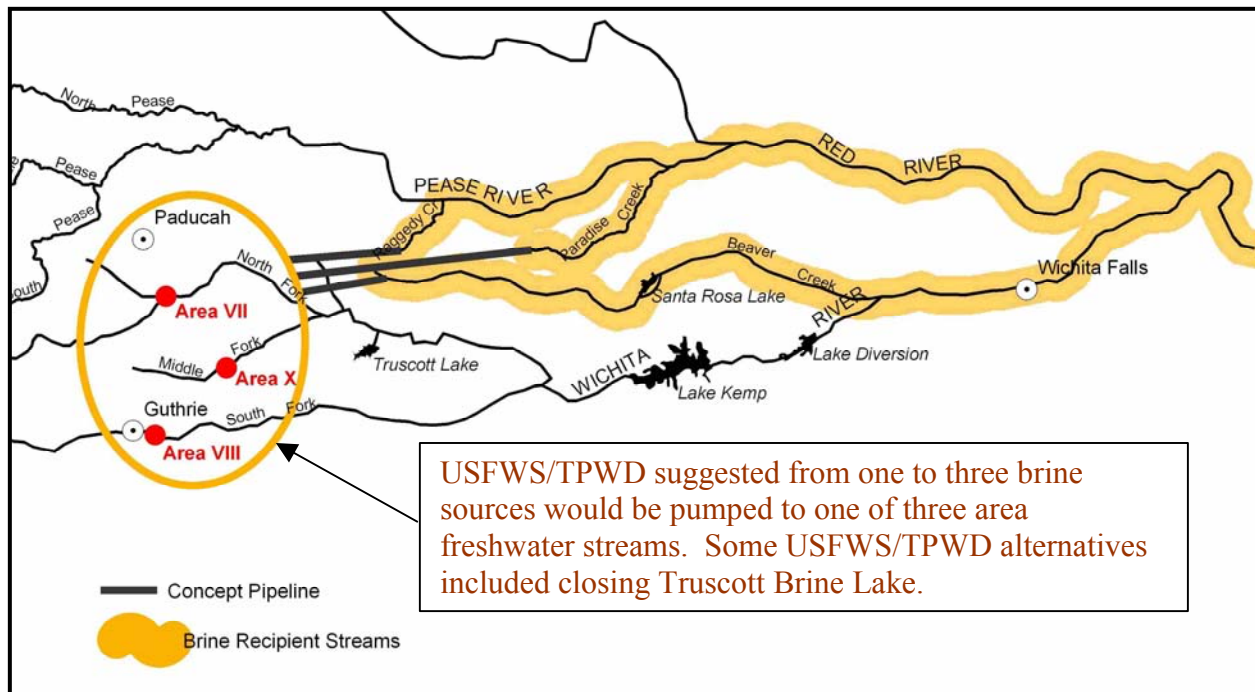 North Pease
Pease
Pease
South
Paducah
North Fork
Area VII
Middle Fork
Area X
Guthrie
South Fork
Area VIII
PEASE RIVER
Raggedy Cr
Paradise Creek
RED RIVER
Beaver Creek
Santa Rosa Lake
Wichita Falls
Truscott Lake
WICHITA RIVER
Lake Kemp
Lake Diversion
USFWS/TPWD suggested from one to three brine
sources would be pumped to one of three area
freshwater streams. Some USFWS/TPWD alternatives
included closing Truscott Brine Lake.
Concept Pipeline
Brine Recipient Streams